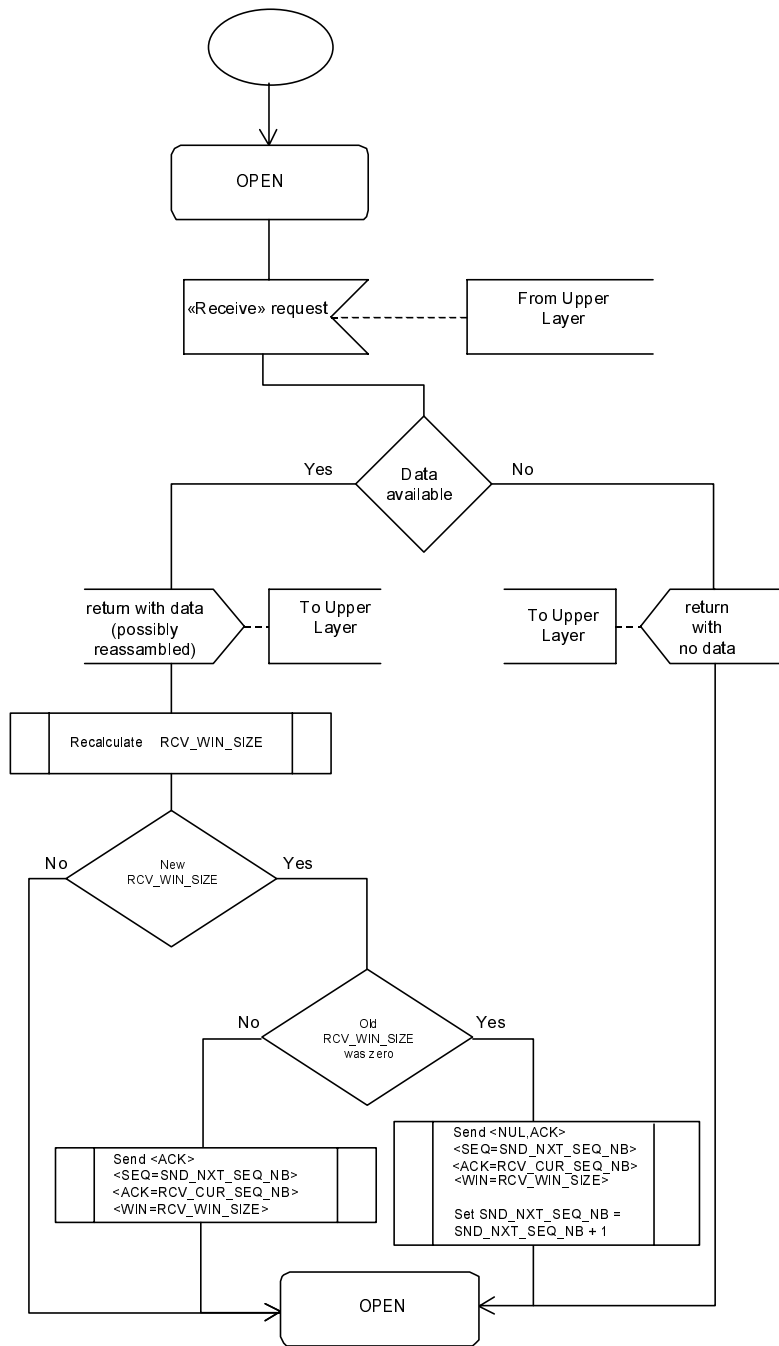 OPEN
«Receive» request
From Upper
Layer
Yes
Data
available
No
return with data
(possibly
reassambled)
To Upper
Layer
To Upper
Layer
return
with
no data
Recalculate RCV_WIN_SIZE
No
New
RCV_WIN_SIZE
Yes
No
Old
RCV_WIN_SIZE
was zero
Yes
Send <ACK>
<SEQ=SND_NXT_SEQ_NB>
<ACK=RCV_CUR_SEQ_NB>
<WIN=RCV_WIN_SIZE>
Send <NUL,ACK>
<SEQ=SND_NXT_SEQ_NB>
<ACK=RCV_CUR_SEQ_NB>
<WIN=RCV_WIN_SIZE>
Set SND_NXT_SEQ_NB =
SND_NXT_SEQ_NB + 1
OPEN